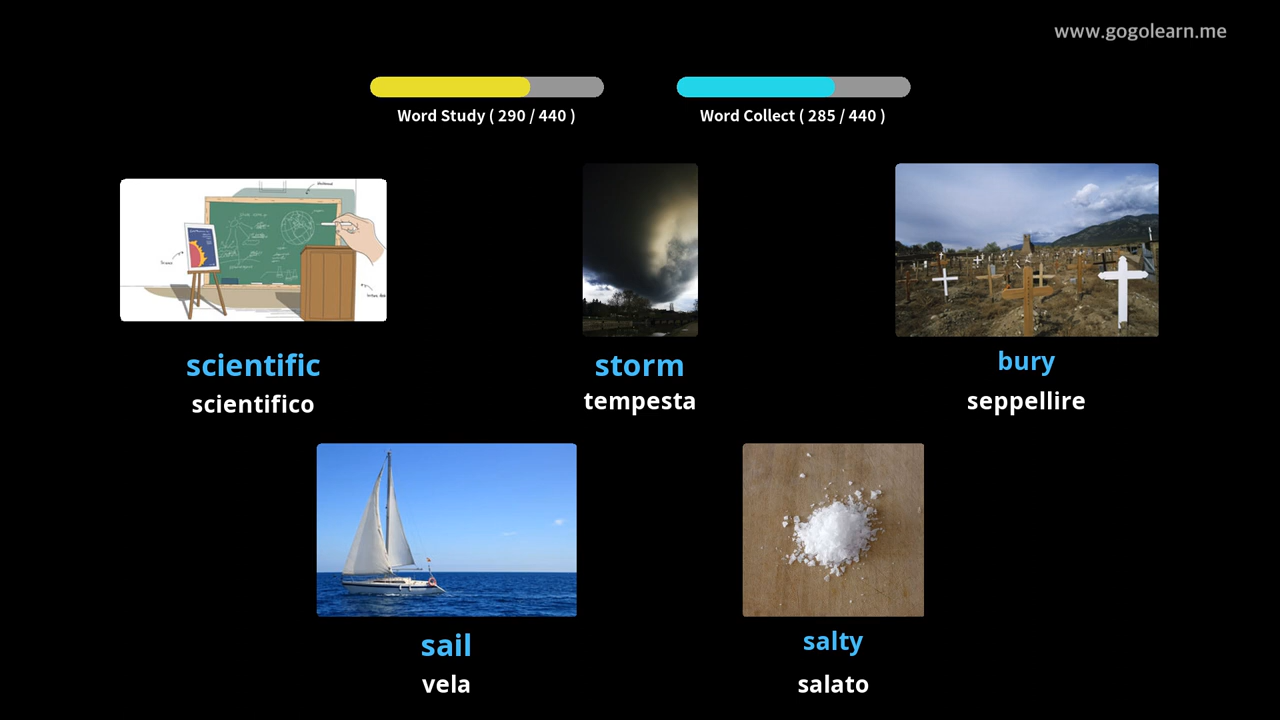 www.gogolearn.me
Word Study ( 290 / 440 )
Word Collect ( 285 / 440 )
scientific
scientifico
storm
tempesta
bury
seppellire
sail
vela
salty
salato